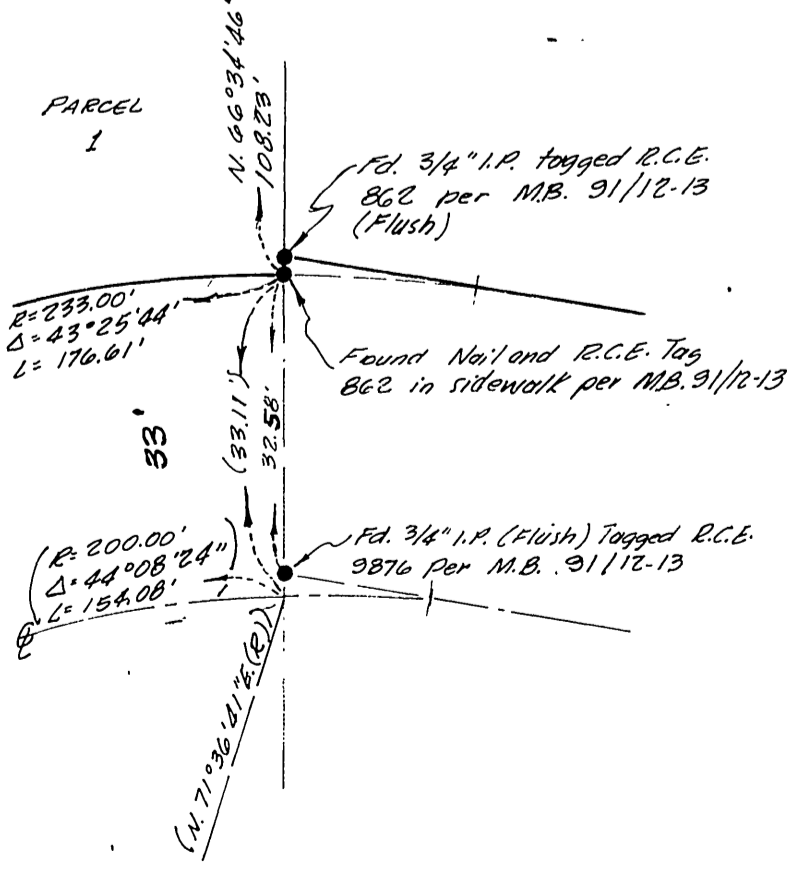 PARCEL
1
N. 66°34'46"
108.23'
Fd. 3/4" I.P. tagged R.C.E.
862 per M.B. 91/12-13
(Flush)
R=233.00'
Δ=43°25'44"
L=176.61'
Found Nail and R.C.E. Tag
862 in sidewalk per M.B. 91/12-13
33'
(33.11')
32.58'
Fd. 3/4" I.P. (Flush) Tagged R.C.E.
9876 per M.B. 91/12-13
(R=200.00'
Δ=44°08'24"
L=154.08')
℄
(N. 71°36'41"E.(R))